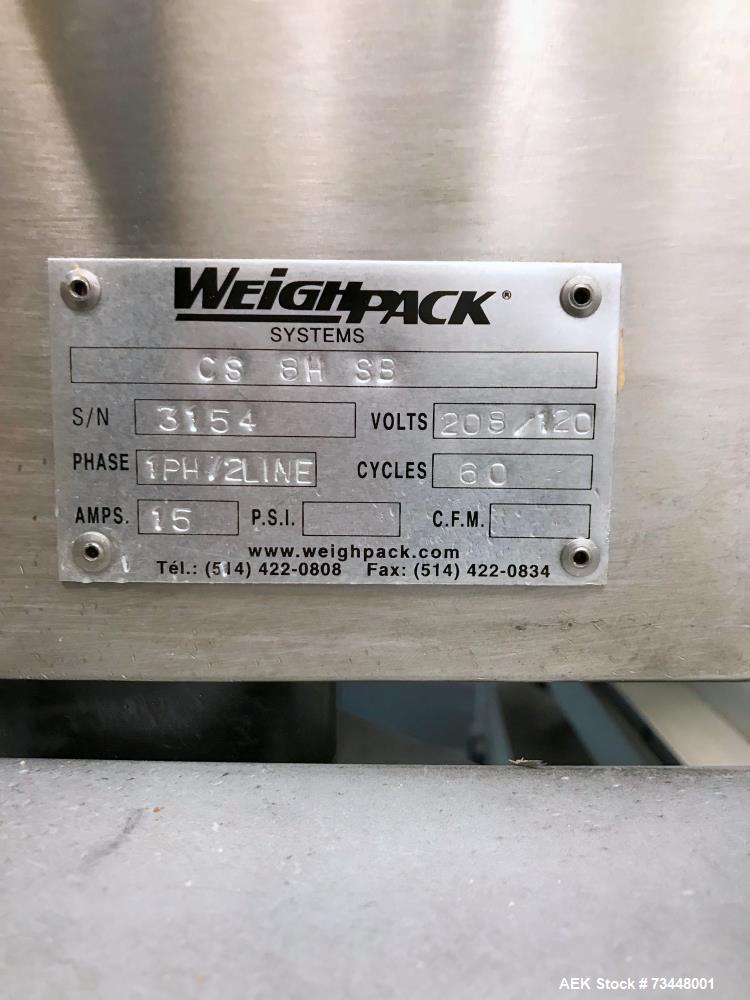 WEIGHPACK®
SYSTEMS
CS 8H SB
S/N 3154 VOLTS 208/120
PHASE 1PH/2LINE CYCLES 60
AMPS. 15 P.S.I. C.F.M.
www.weighpack.com
Tél.: (514) 422-0808 Fax: (514) 422-0834
AEK Stock # 73448001